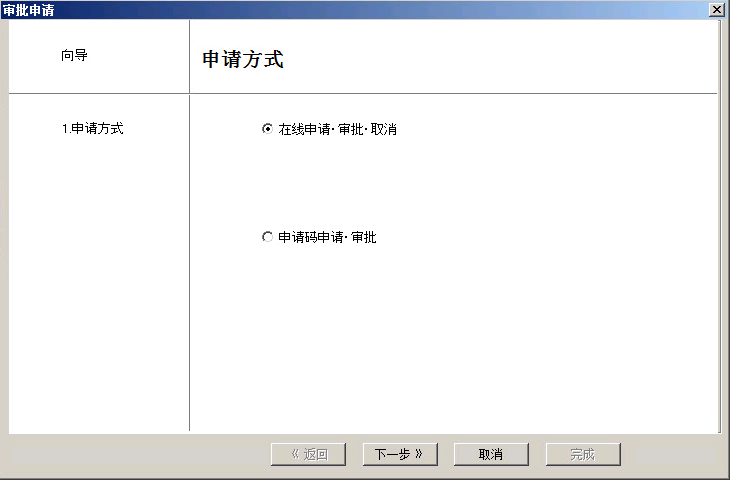 审批申请
向导
申请方式
1.申请方式
在线申请·审批·取消
申请码申请·审批
《 返回
下一步 》
取消
完成